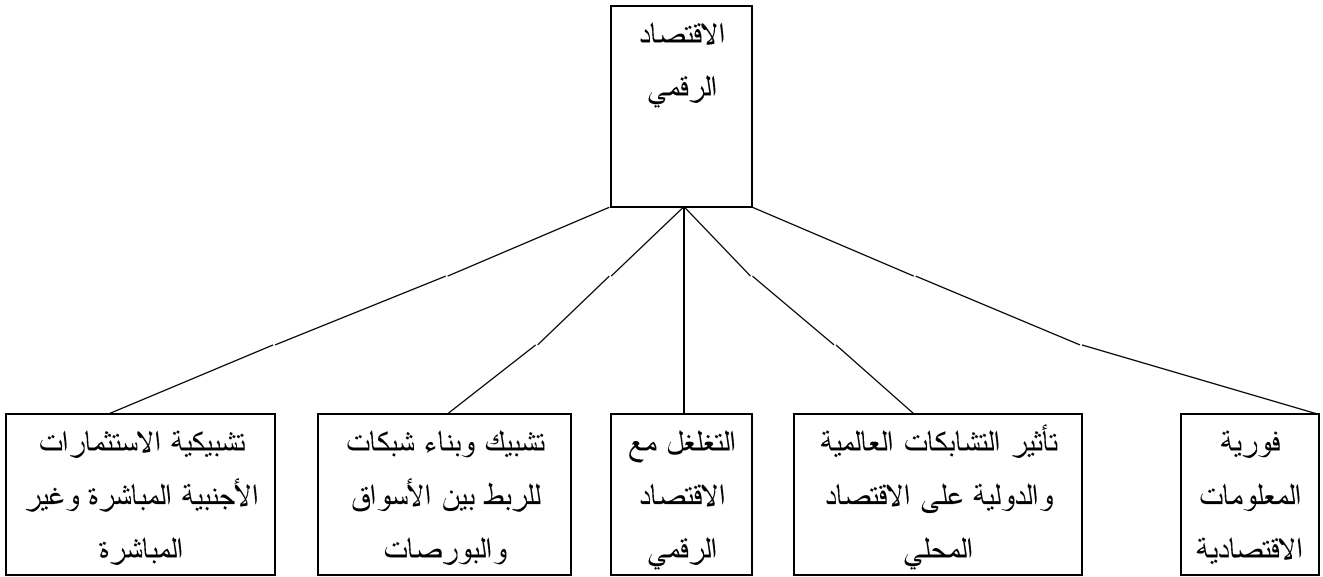 الاقتصاد
الرقمي
فورية
المعلومات
الاقتصادية
تأثير التشابكات العالمية
والدولية على الاقتصاد
المحلي
التغلغل مع
الاقتصاد
الرقمي
تشبيك وبناء شبكات
للربط بين الأسواق
والبورصات
تشبيكية الاستثمارات
الأجنبية المباشرة وغير
المباشرة